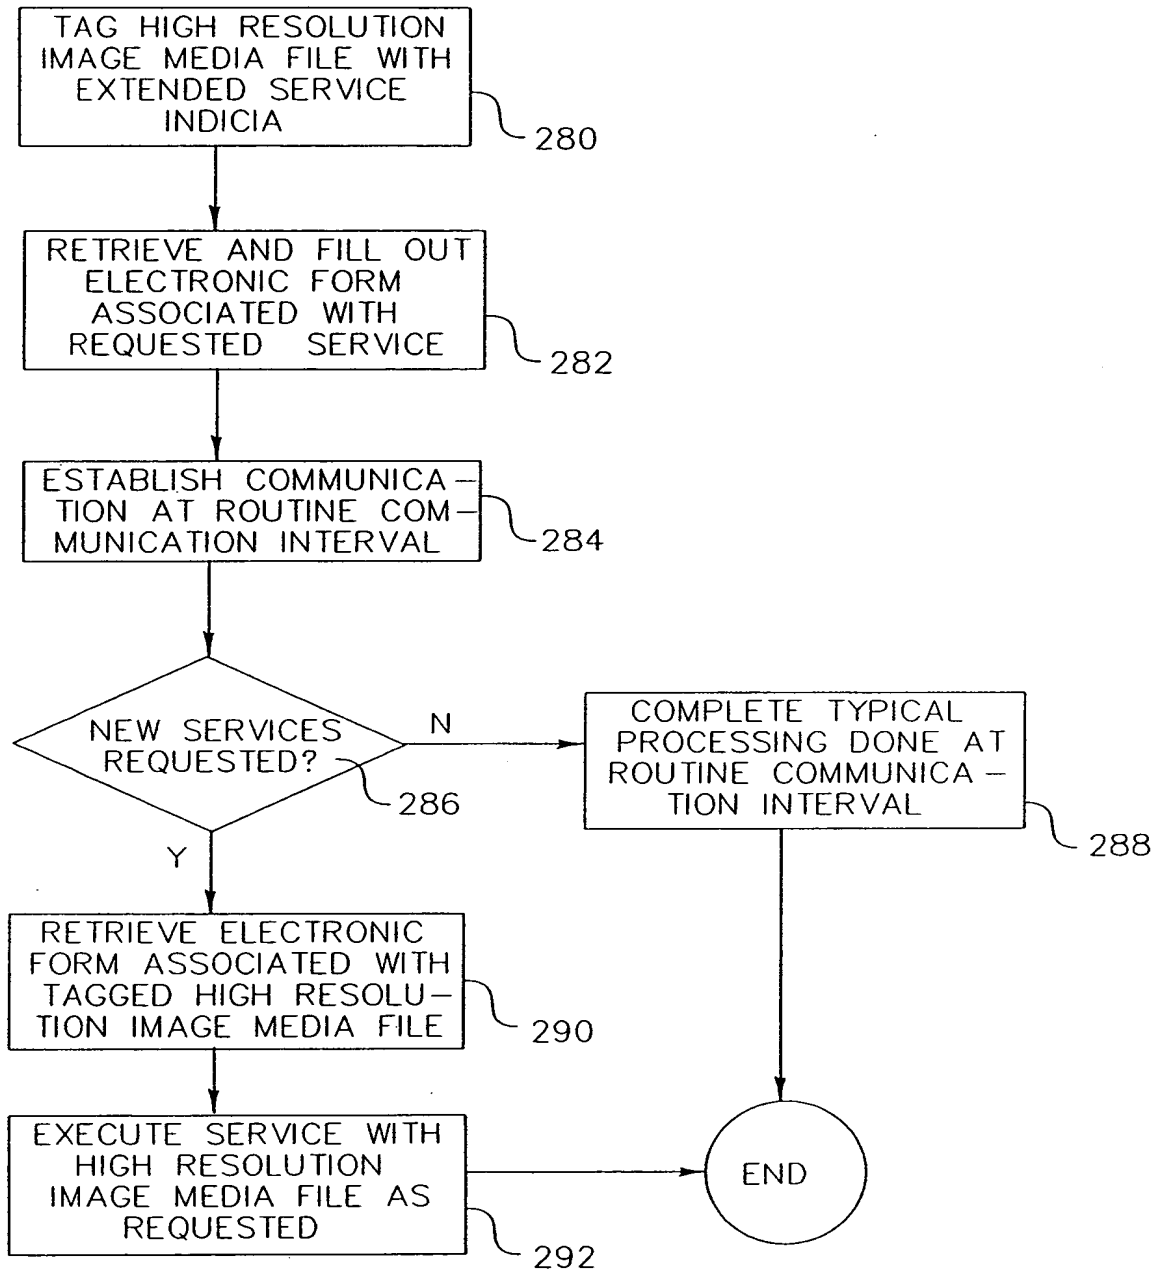 TAG HIGH RESOLUTION
IMAGE MEDIA FILE WITH
EXTENDED SERVICE
INDICIA
280
RETRIEVE AND FILL OUT
ELECTRONIC FORM
ASSOCIATED WITH
REQUESTED SERVICE
282
ESTABLISH COMMUNICA-
TION AT ROUTINE COM-
MUNICATION INTERVAL
284
NEW SERVICES
REQUESTED?
286
N
COMPLETE TYPICAL
PROCESSING DONE AT
ROUTINE COMMUNICA-
TION INTERVAL
288
Y
RETRIEVE ELECTRONIC
FORM ASSOCIATED WITH
TAGGED HIGH RESOLU-
TION IMAGE MEDIA FILE
290
EXECUTE SERVICE WITH
HIGH RESOLUTION
IMAGE MEDIA FILE AS
REQUESTED
292
END